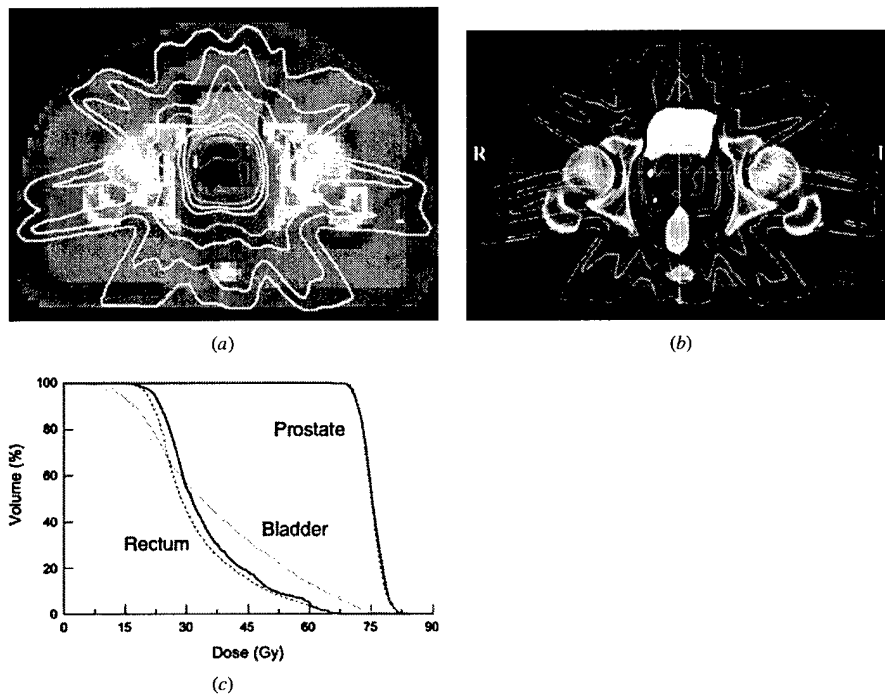 R
(a)
(b)
100
80
60
40
20
0
Volume (%)
Prostate
Bladder
Rectum
0 15 30 45 60 75 90
Dose (Gy)
(c)